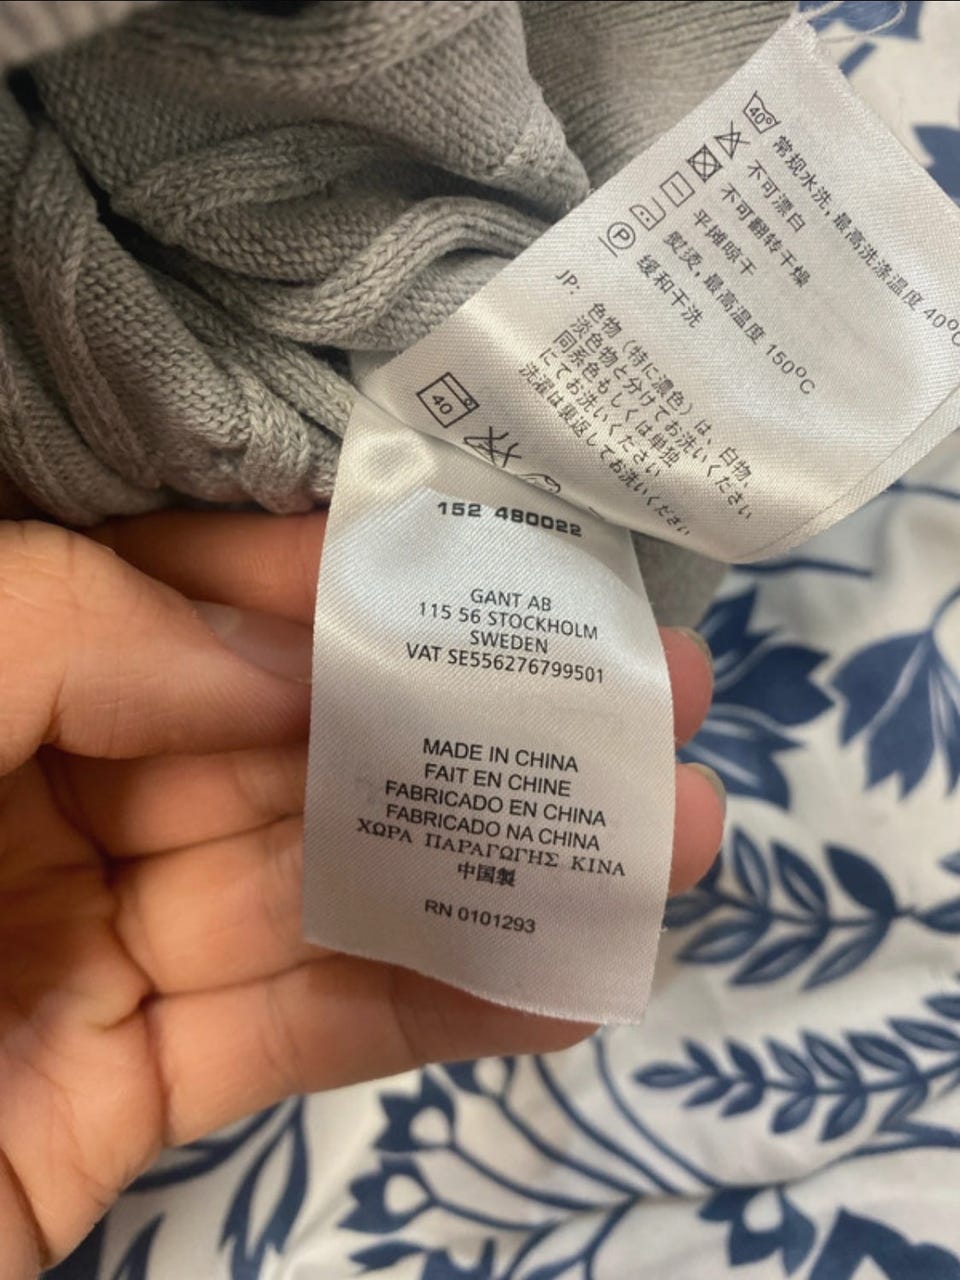 40°
常规水洗,最高洗涤温度 40°C
不可漂白
不可翻转干燥
平摊晾干
熨烫,最高温度 150°C
P 缓和干洗
JP:
色物(特に濃色)は、白物、
淡色物と分けてお洗いください
同系色もしくは単独
にてお洗いください
洗濯は裏返してお洗いください
40
152 480022
GANT AB
115 56 STOCKHOLM
SWEDEN
VAT SE556276799501
MADE IN CHINA
FAIT EN CHINE
FABRICADO EN CHINA
FABRICADO NA CHINA
ΧΩΡΑ ΠΑΡΑΓΩΓΗΣ ΚΙΝΑ
中国製
RN 0101293